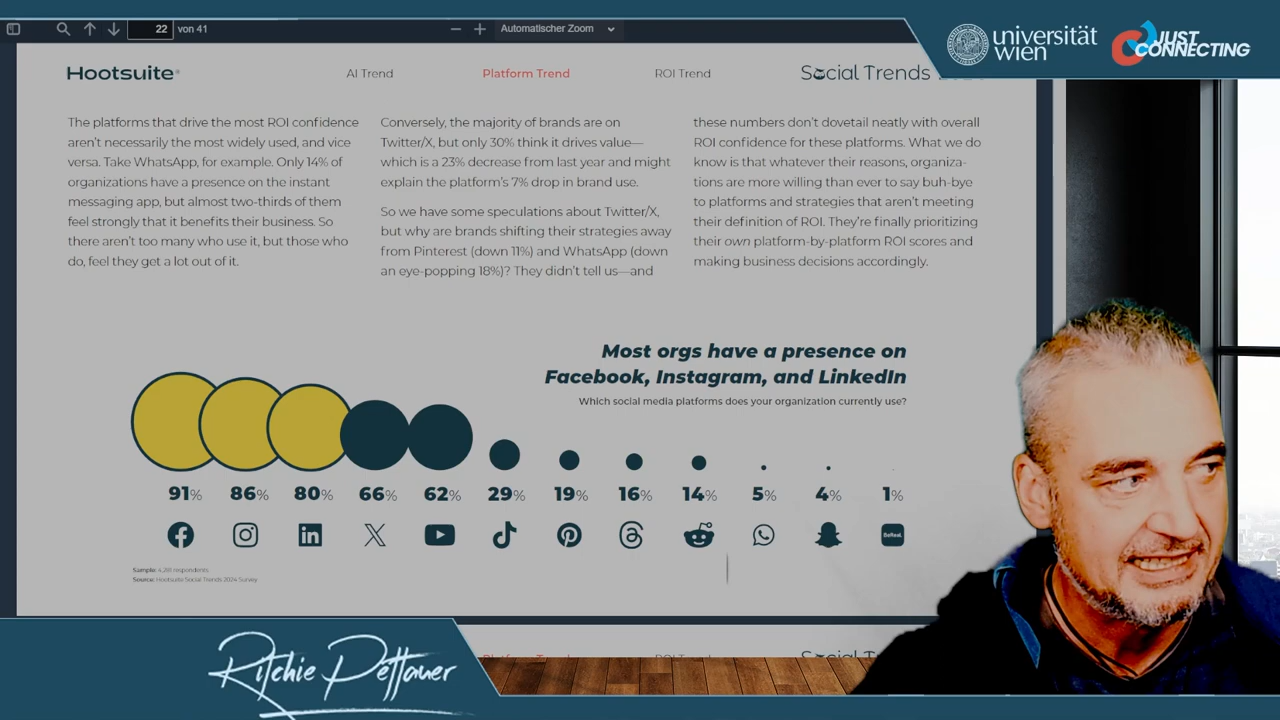 22 von 41
Automatischer Zoom
universität
wien
JUST
CONNECTING
Hootsuite
AI Trend
Platform Trend
ROI Trend
Social Trends
The platforms that drive the most ROI confidence
aren’t necessarily the most widely used, and vice
versa. Take WhatsApp, for example. Only 14% of
organizations have a presence on the instant
messaging app, but almost two-thirds of them
feel strongly that it benefits their business. So
there aren’t too many who use it, but those who
do, feel they get a lot out of it.
Conversely, the majority of brands are on
Twitter/X, but only 30% think it drives value—
which is a 23% decrease from last year and might
explain the platform’s 7% drop in brand use.
So we have some speculations about Twitter/X,
but why are brands shifting their strategies away
from Pinterest (down 11%) and WhatsApp (down
an eye-popping 18%)? They didn’t tell us—and
these numbers don’t dovetail neatly with overall
ROI confidence for these platforms. What we do
know is that whatever their reasons, organiza-
tions are more willing than ever to say buh-bye
to platforms and strategies that aren’t meeting
their definition of ROI. They’re finally prioritizing
their own platform-by-platform ROI scores and
making business decisions accordingly.
Most orgs have a presence on
Facebook, Instagram, and LinkedIn
Which social media platforms does your organization currently use?
91% 86% 80% 66% 62% 29% 19% 16% 14% 5% 4% 1%
BeReal.
Source: Hootsuite Social Trends 2024 Survey
Ritchie Pettauer